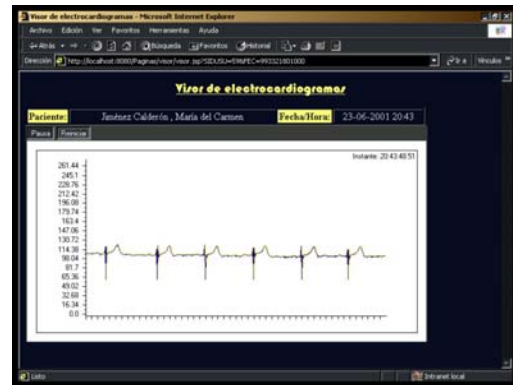 Visor de electrocardiogramas - Microsoft Internet Explorer
Archivo Edición Ver Favoritos Herramientas Ayuda
Atrás Búsqueda Favoritos Historial
Dirección http://localhost:8080/Paginas/visor/visor.jsp?SIDUSU=59&FEC=993321801000 Ir a Vínculos »
Visor de electrocardiogramas
Paciente: Jiménez Calderón , María del Carmen Fecha/Hora: 23-06-2001 20:43
Pausa Reinicia
Instante: 20:43:48:51
261.44
245.1
228.76
212.42
196.08
179.74
163.4
147.06
130.72
114.38
98.04
81.7
65.36
49.02
32.68
16.34
0.0
Listo Intranet local